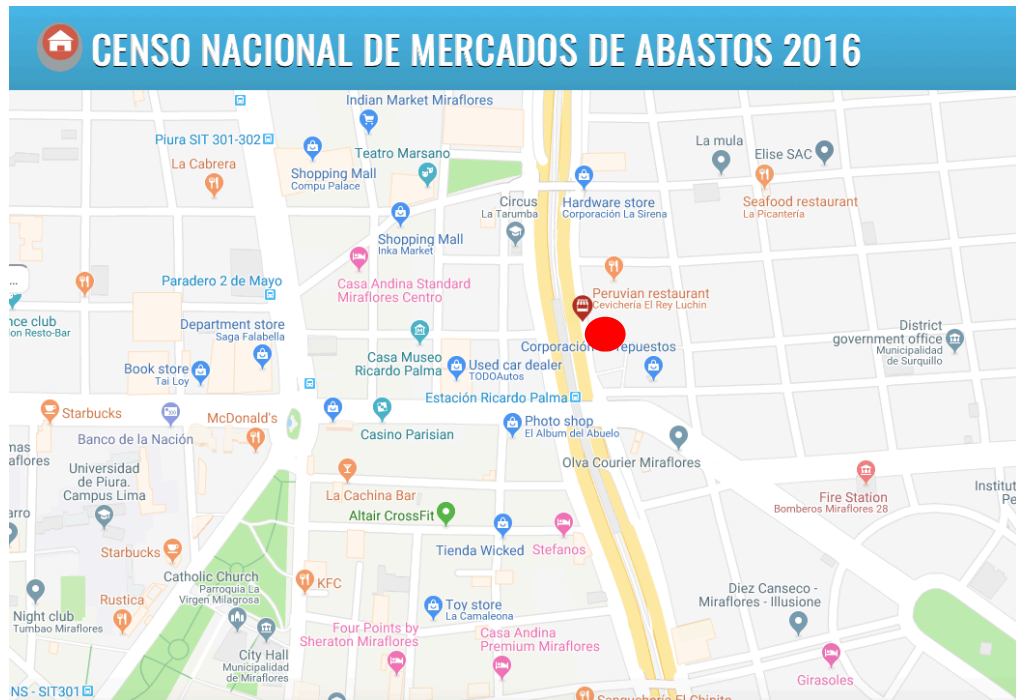 CENSO NACIONAL DE MERCADOS DE ABASTOS 2016
Indian Market Miraflores
Piura SIT 301-302
La Cabrera
Shopping Mall
Compu Palace
Teatro Marsano
La mula
Elise SAC
Circus
La Tarumba
Hardware store
Corporación La Sirena
Seafood restaurant
La Picantería
Shopping Mall
Inka Market
Paradero 2 de Mayo
Casa Andina Standard
Miraflores Centro
Peruvian restaurant
Cevichería El Rey Luchin
...
nce club
on Resto-Bar
Department store
Saga Falabella
Casa Museo
Ricardo Palma
Corporación
epuestos
District
government office
Municipalidad
de Surquillo
Book store
Tai Loy
Used car dealer
TODOAutos
Estación Ricardo Palma
Starbucks
McDonald's
Banco de la Nación
Casino Parisian
Photo shop
El Album del Abuelo
mas
aflores
Universidad
de Piura.
Campus Lima
Olva Courier Miraflores
La Cachina Bar
Fire Station
Bomberos Miraflores 28
Institut
Pe
arro
Altair CrossFit
Starbucks
Tienda Wicked
Stefanos
Catholic Church
Parroquia La
Virgen Milagrosa
KFC
Diez Canseco -
Miraflores - Illusione
Night club
Tumbao Miraflores
Rustica
Toy store
La Camaleona
Four Points by
Sheraton Miraflores
Casa Andina
Premium Miraflores
City Hall
Municipalidad
de Miraflores
Girasoles
NS - SIT301
Sanguchería El Chinito